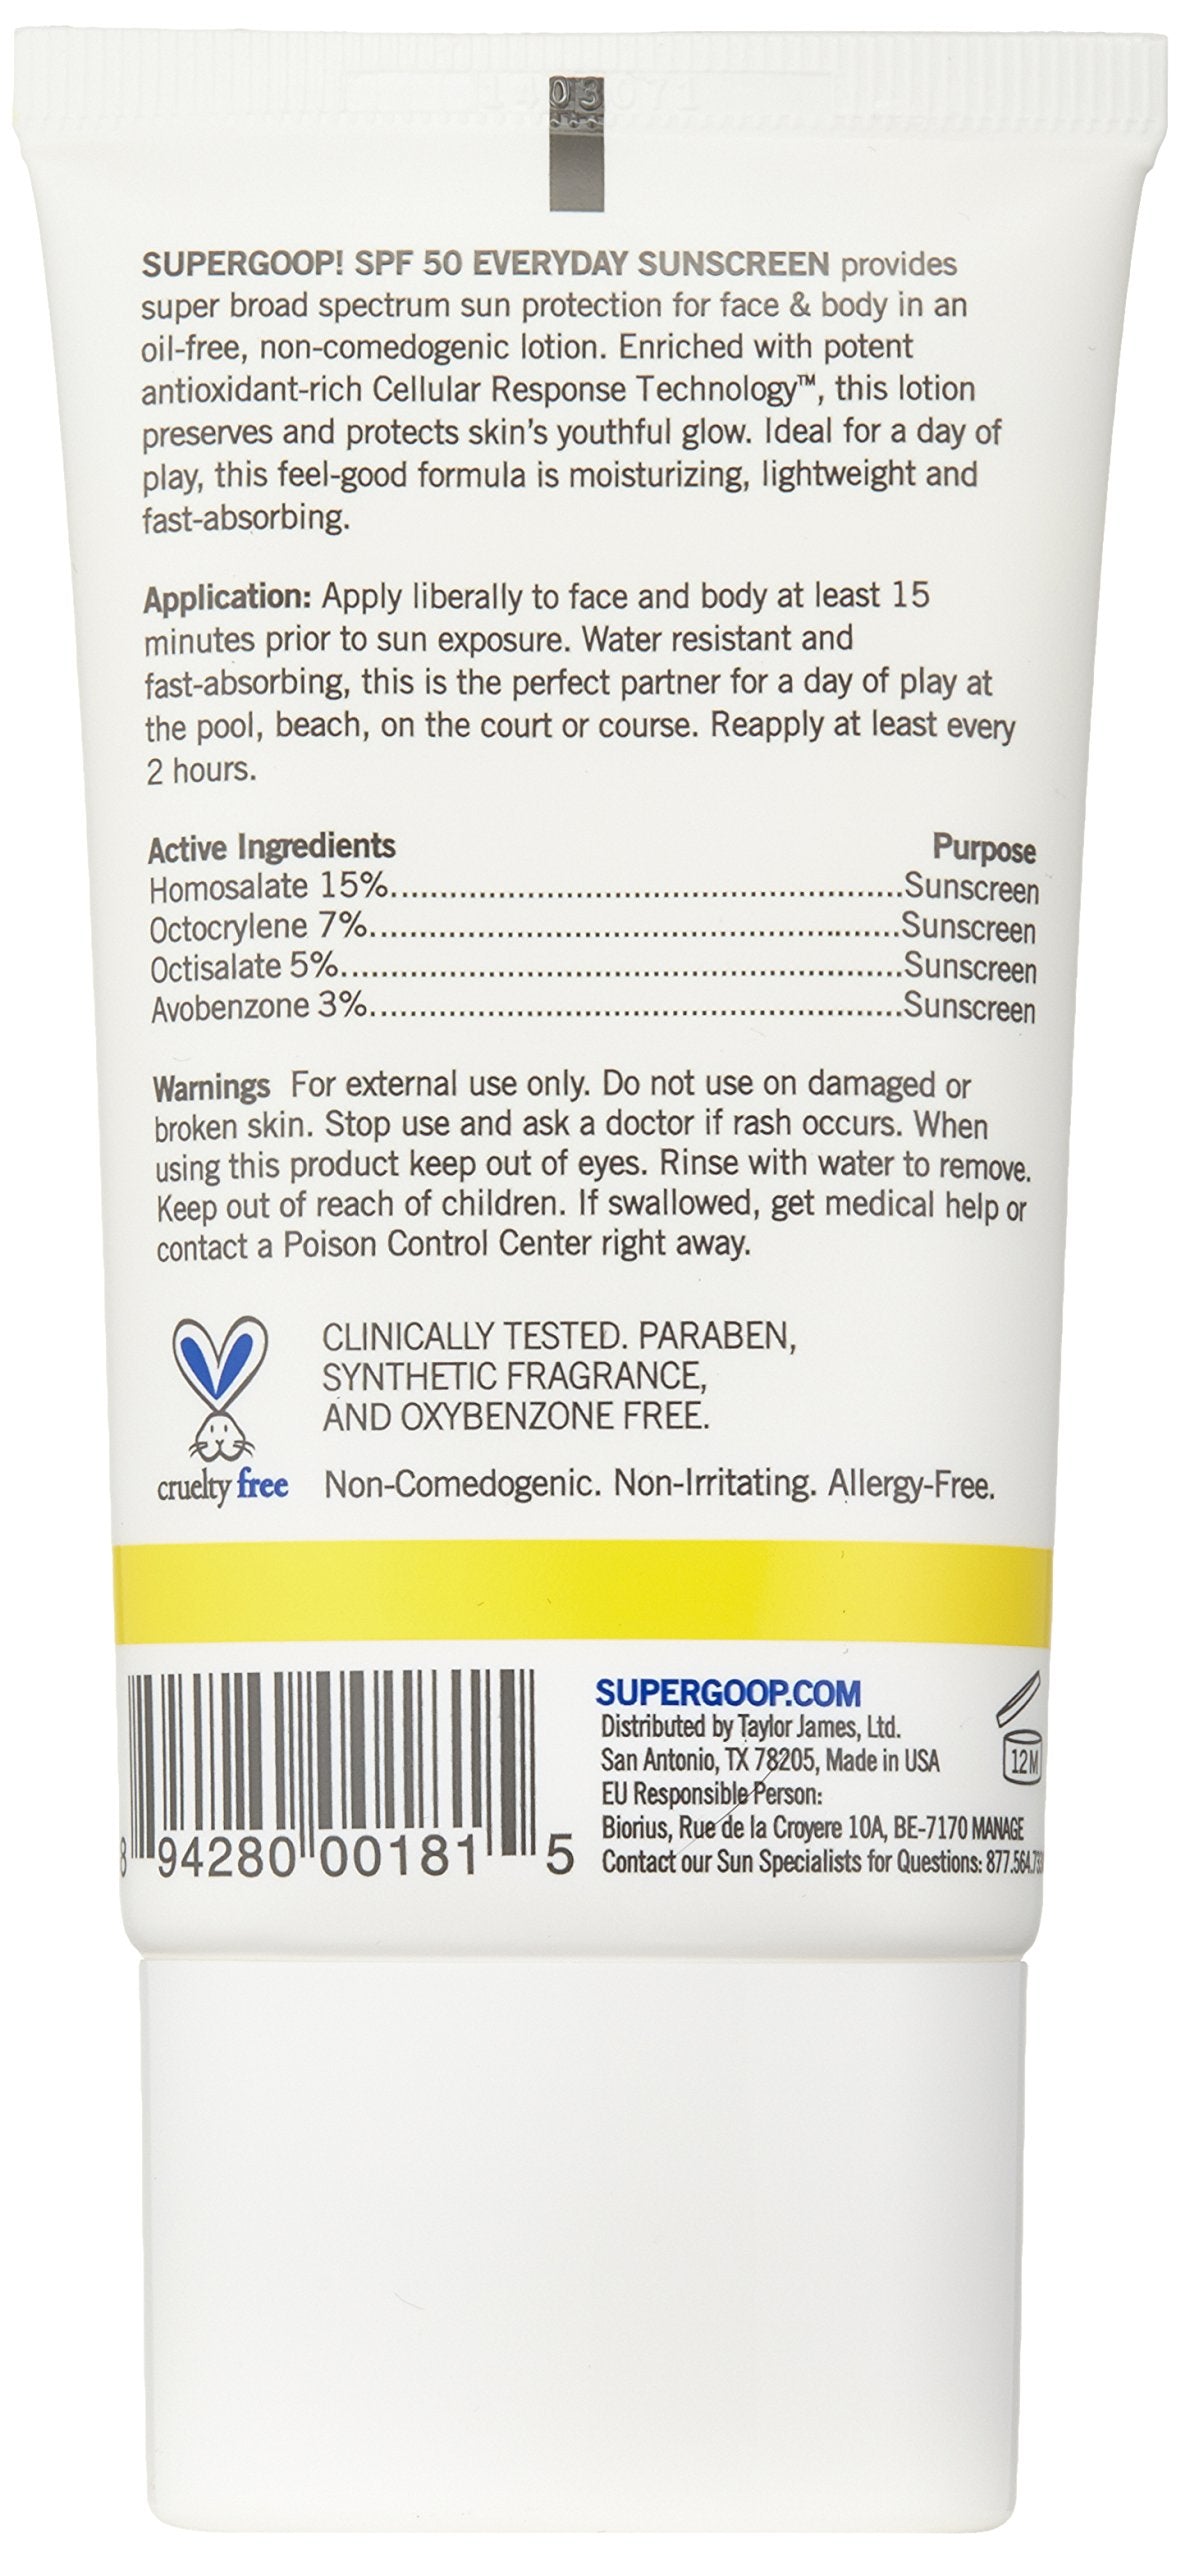 1403071
SUPERGOOP! SPF 50 EVERYDAY SUNSCREEN provides
super broad spectrum sun protection for face & body in an
oil-free, non-comedogenic lotion. Enriched with potent
antioxidant-rich Cellular Response Technology™, this lotion
preserves and protects skin's youthful glow. Ideal for a day of
play, this feel-good formula is moisturizing, lightweight and
fast-absorbing.
Application: Apply liberally to face and body at least 15
minutes prior to sun exposure. Water resistant and
fast-absorbing, this is the perfect partner for a day of play at
the pool, beach, on the court or course. Reapply at least every
2 hours.
Active Ingredients Purpose
Homosalate 15%..........Sunscreen
Octocrylene 7%..........Sunscreen
Octisalate 5%..........Sunscreen
Avobenzone 3%..........Sunscreen
Warnings For external use only. Do not use on damaged or
broken skin. Stop use and ask a doctor if rash occurs. When
using this product keep out of eyes. Rinse with water to remove.
Keep out of reach of children. If swallowed, get medical help or
contact a Poison Control Center right away.
CLINICALLY TESTED. PARABEN,
SYNTHETIC FRAGRANCE,
AND OXYBENZONE FREE.
cruelty free Non-Comedogenic. Non-Irritating. Allergy-Free.
8 94280 00181 5
SUPERGOOP.COM
Distributed by Taylor James, Ltd.
San Antonio, TX 78205, Made in USA
EU Responsible Person:
Biorius, Rue de la Croyere 10A, BE-7170 MANAGE
Contact our Sun Specialists for Questions:
12M